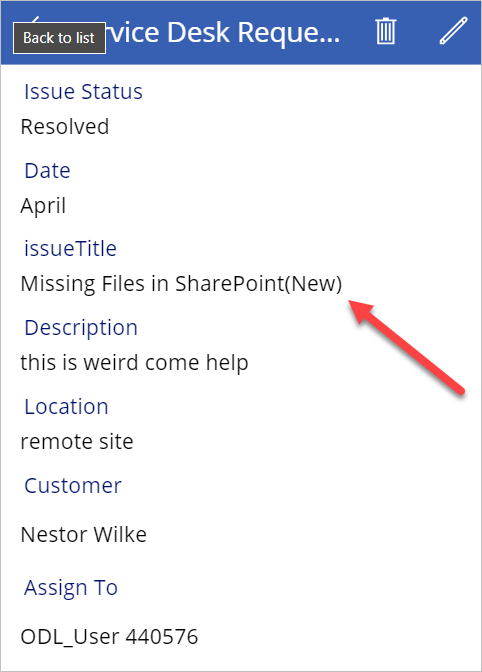 Back to list
rvice Desk Reque...
Issue Status
Resolved
Date
April
issueTitle
Missing Files in SharePoint(New)
Description
this is weird come help
Location
remote site
Customer
Nestor Wilke
Assign To
ODL_User 440576